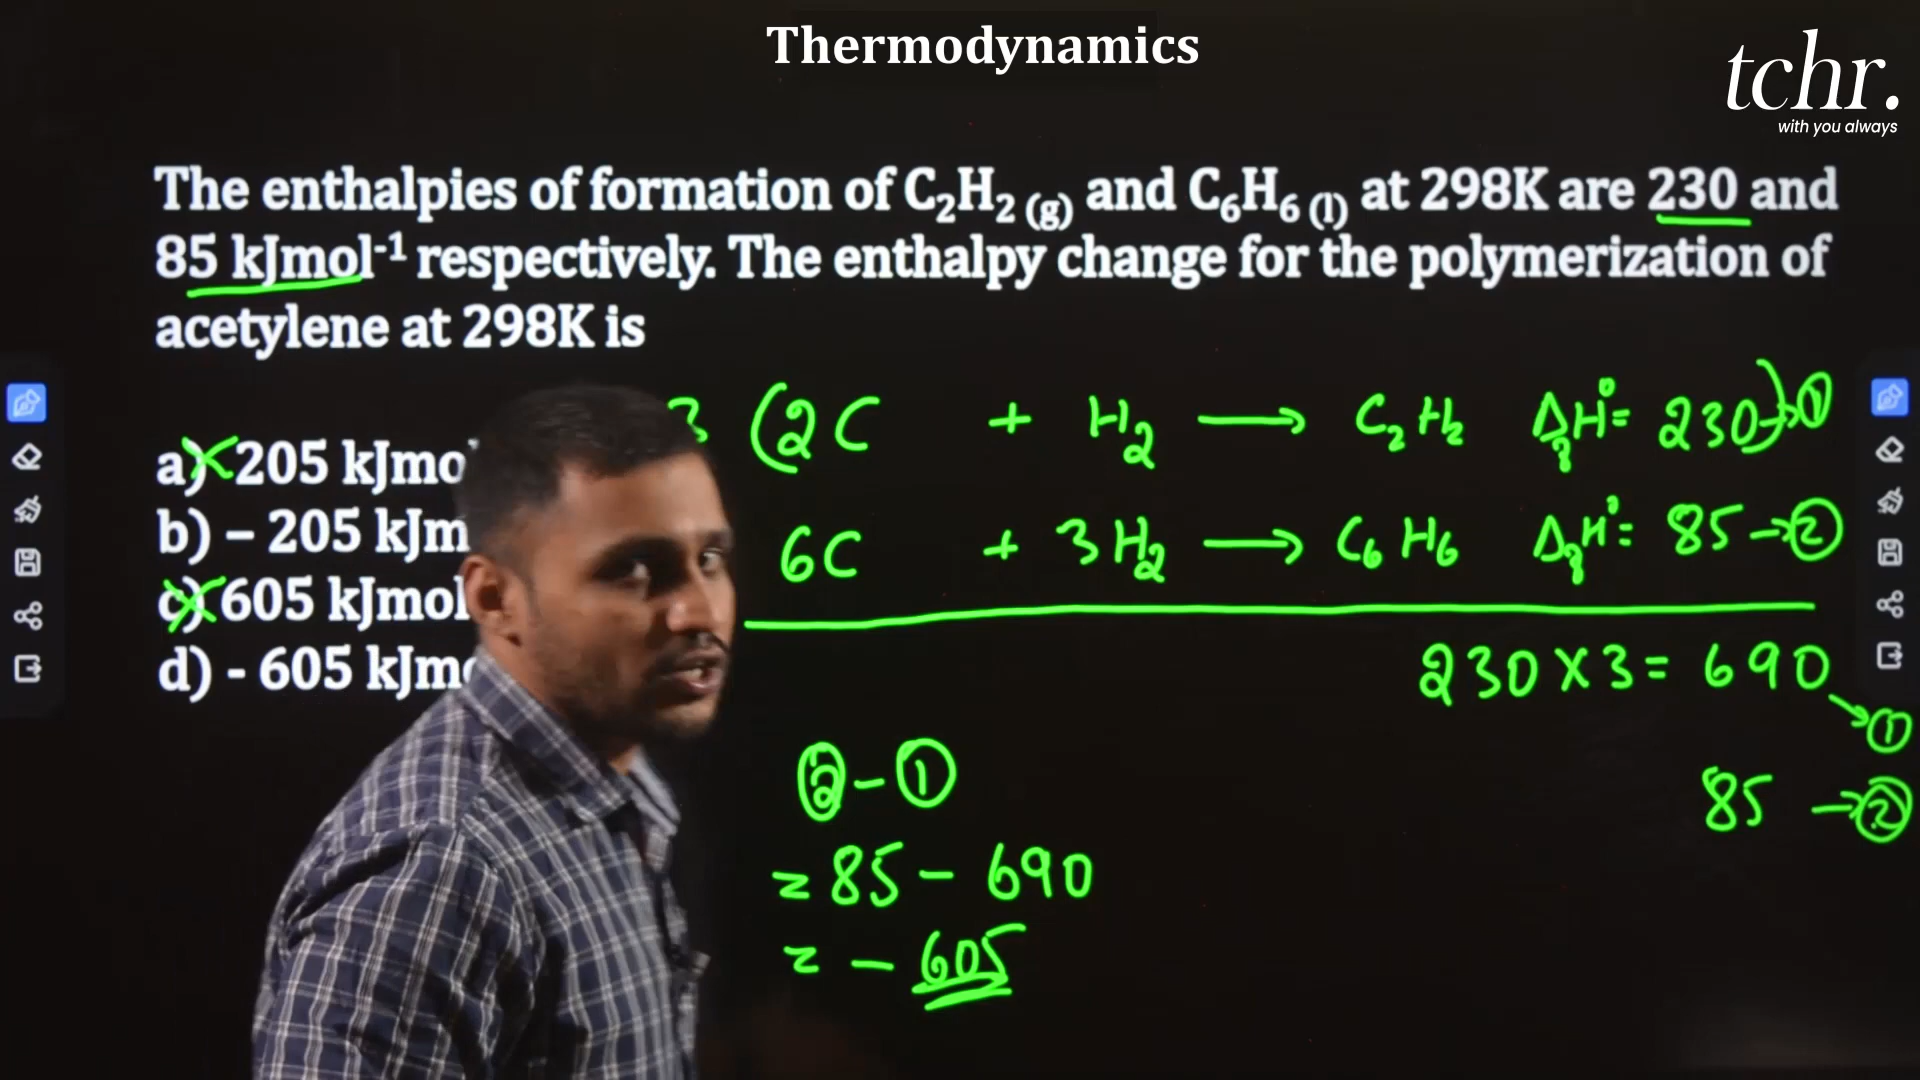 Thermodynamics
tchr.
with you always
The enthalpies of formation of C₂H₂ (g) and C₆H₆ (l) at 298K are 230 and
85 kJmol⁻¹ respectively. The enthalpy change for the polymerization of
acetylene at 298K is
3 (2C + H₂ ⟶ C₂H₂ Δ_fH°= 230)→①
a) 205 kJmol
b) – 205 kJm
6C + 3H₂ ⟶ C₆H₆ Δ_fH°= 85 →②
c) 605 kJmol
d) - 605 kJmo
230 × 3 = 690 →①
② - ①
85 →②
= 85 - 690
= - 605